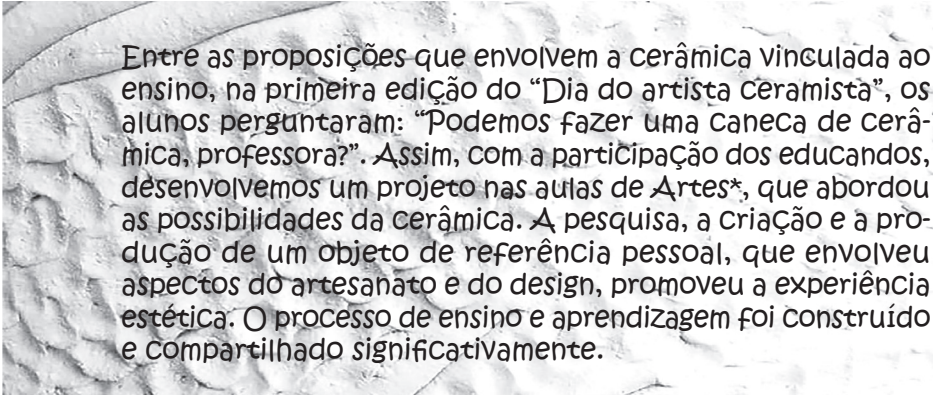 Entre as proposições que envolvem a cerâmica vinculada ao
ensino, na primeira edição do “Dia do artista ceramista”, os
alunos perguntaram: “Podemos fazer uma caneca de cerâ-
mica, professora?”. Assim, com a participação dos educandos,
desenvolvemos um projeto nas aulas de Artes*, que abordou
as possibilidades da cerâmica. A pesquisa, a criação e a pro-
dução de um objeto de referência pessoal, que envolveu
aspectos do artesanato e do design, promoveu a experiência
estética. O processo de ensino e aprendizagem foi construído
e compartilhado significativamente.